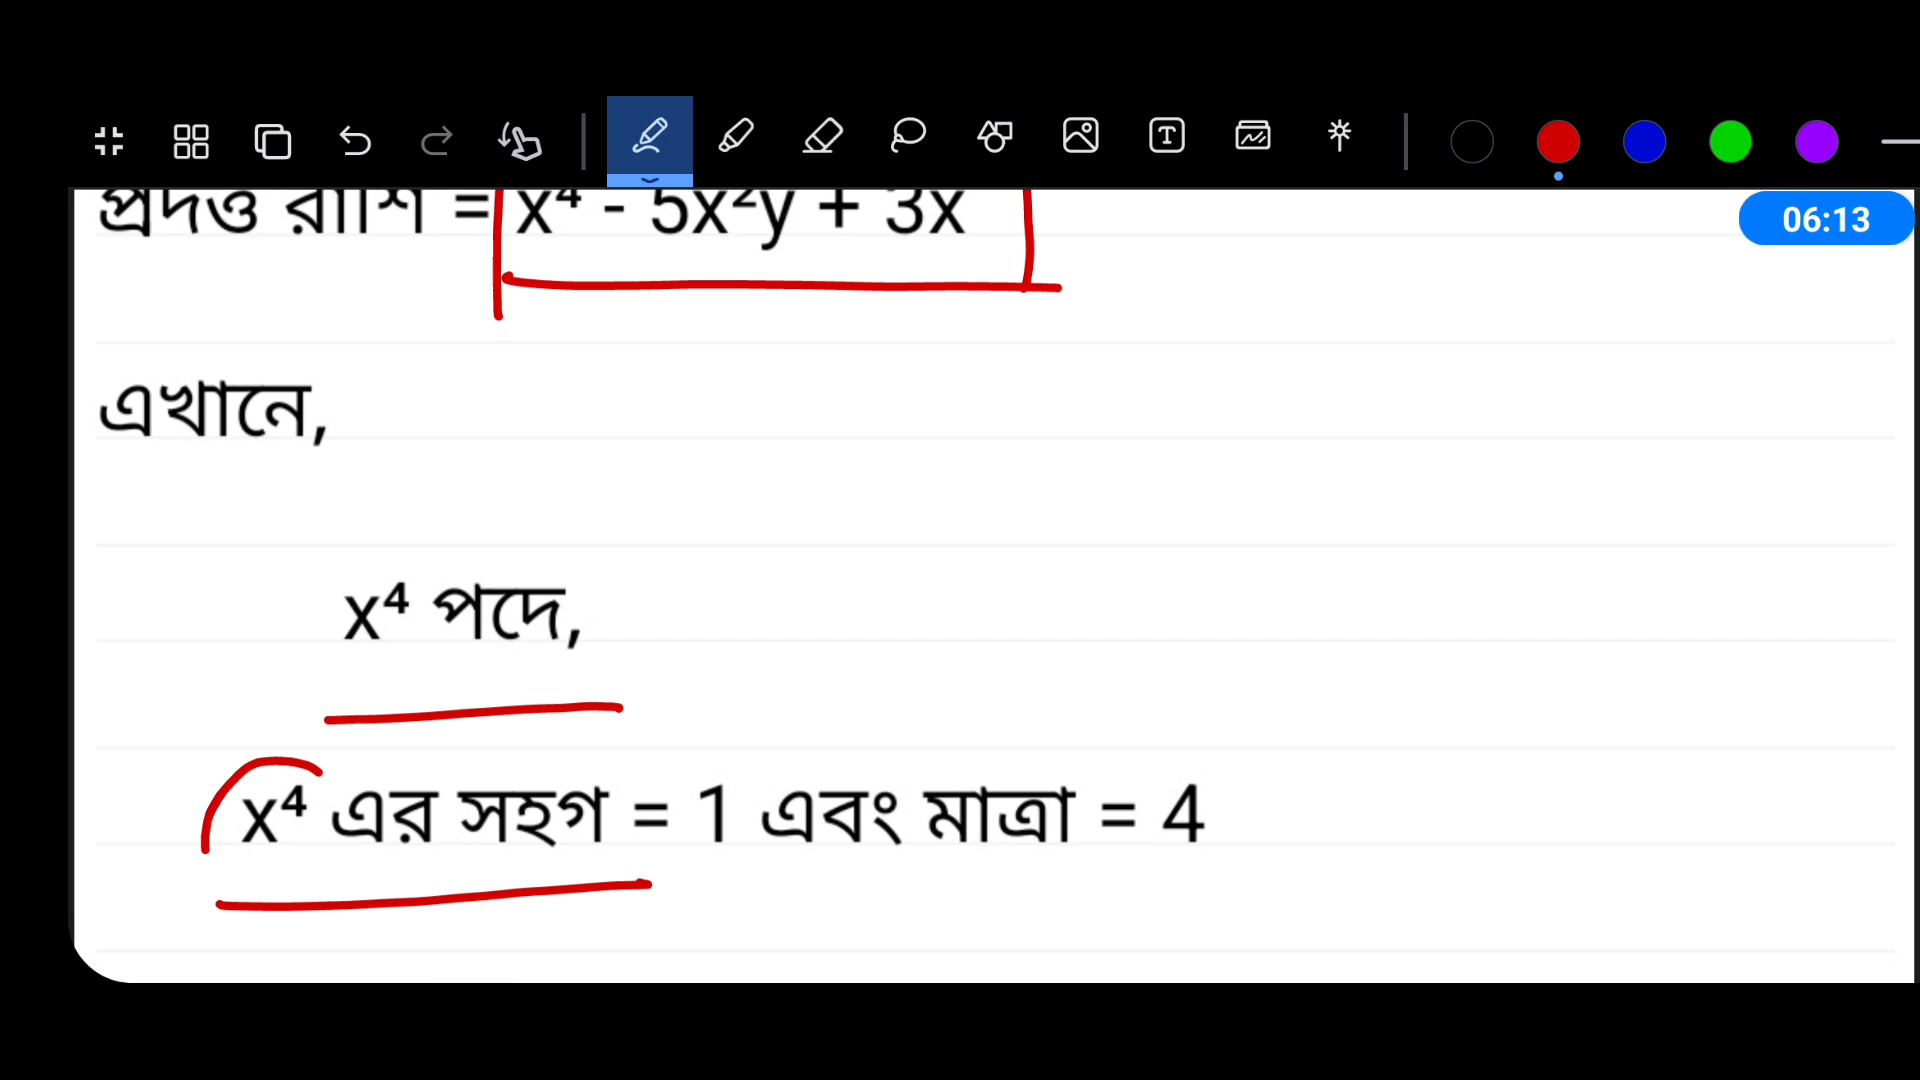 06:13
প্রদত্ত রাশি = x⁴ - 5x²y + 3x
এখানে,
x⁴ পদে,
x⁴ এর সহগ = 1 এবং মাত্রা = 4